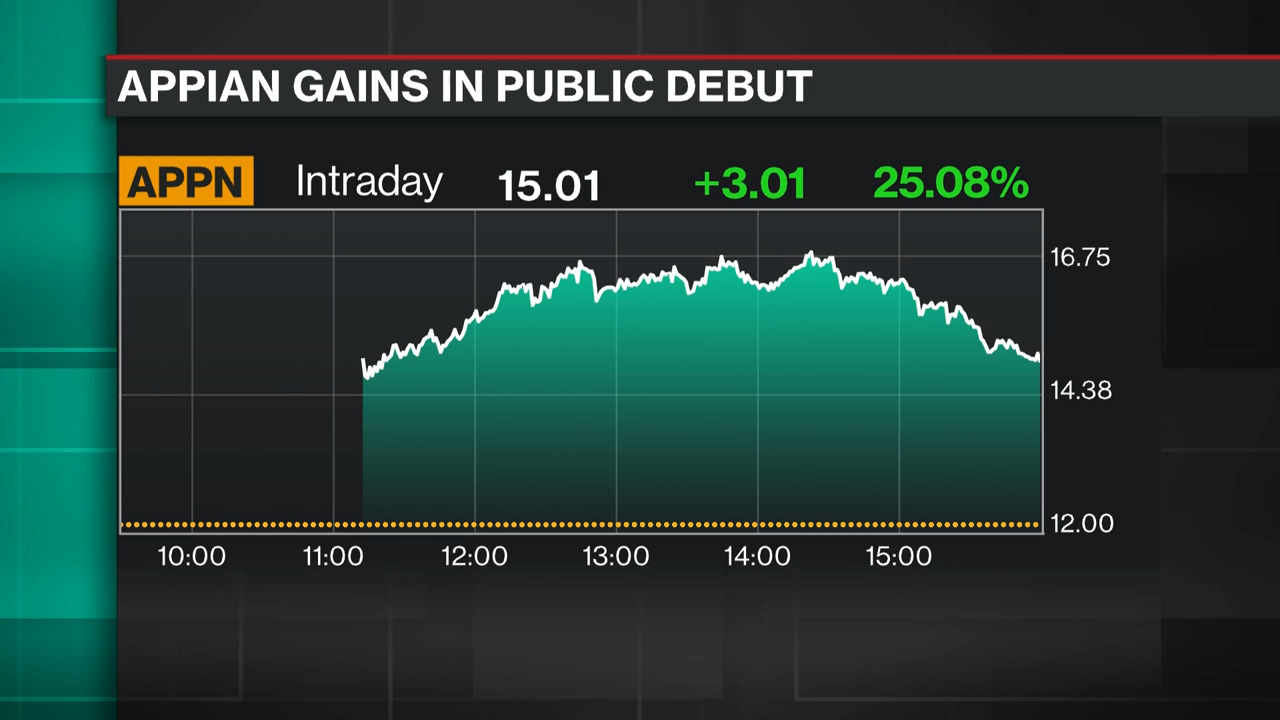 APPIAN GAINS IN PUBLIC DEBUT
APPN Intraday 15.01 +3.01 25.08%
16.75
14.38
12.00
10:00 11:00 12:00 13:00 14:00 15:00